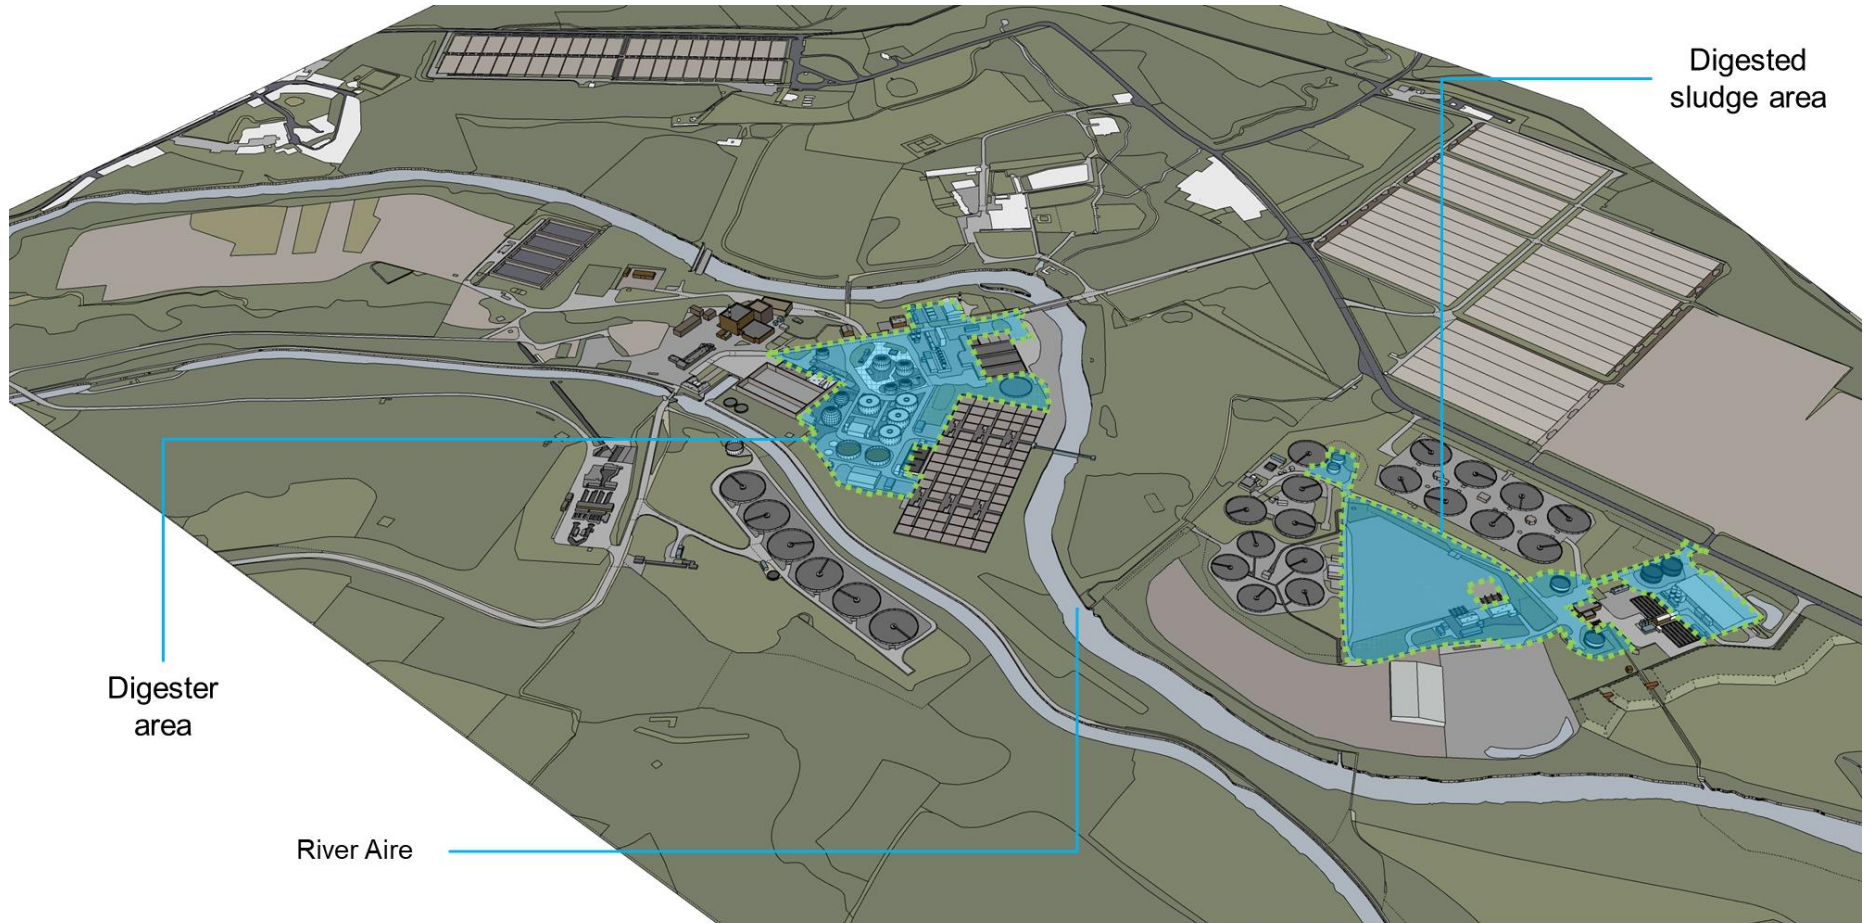 Digested
sludge area
Digester
area
River Aire